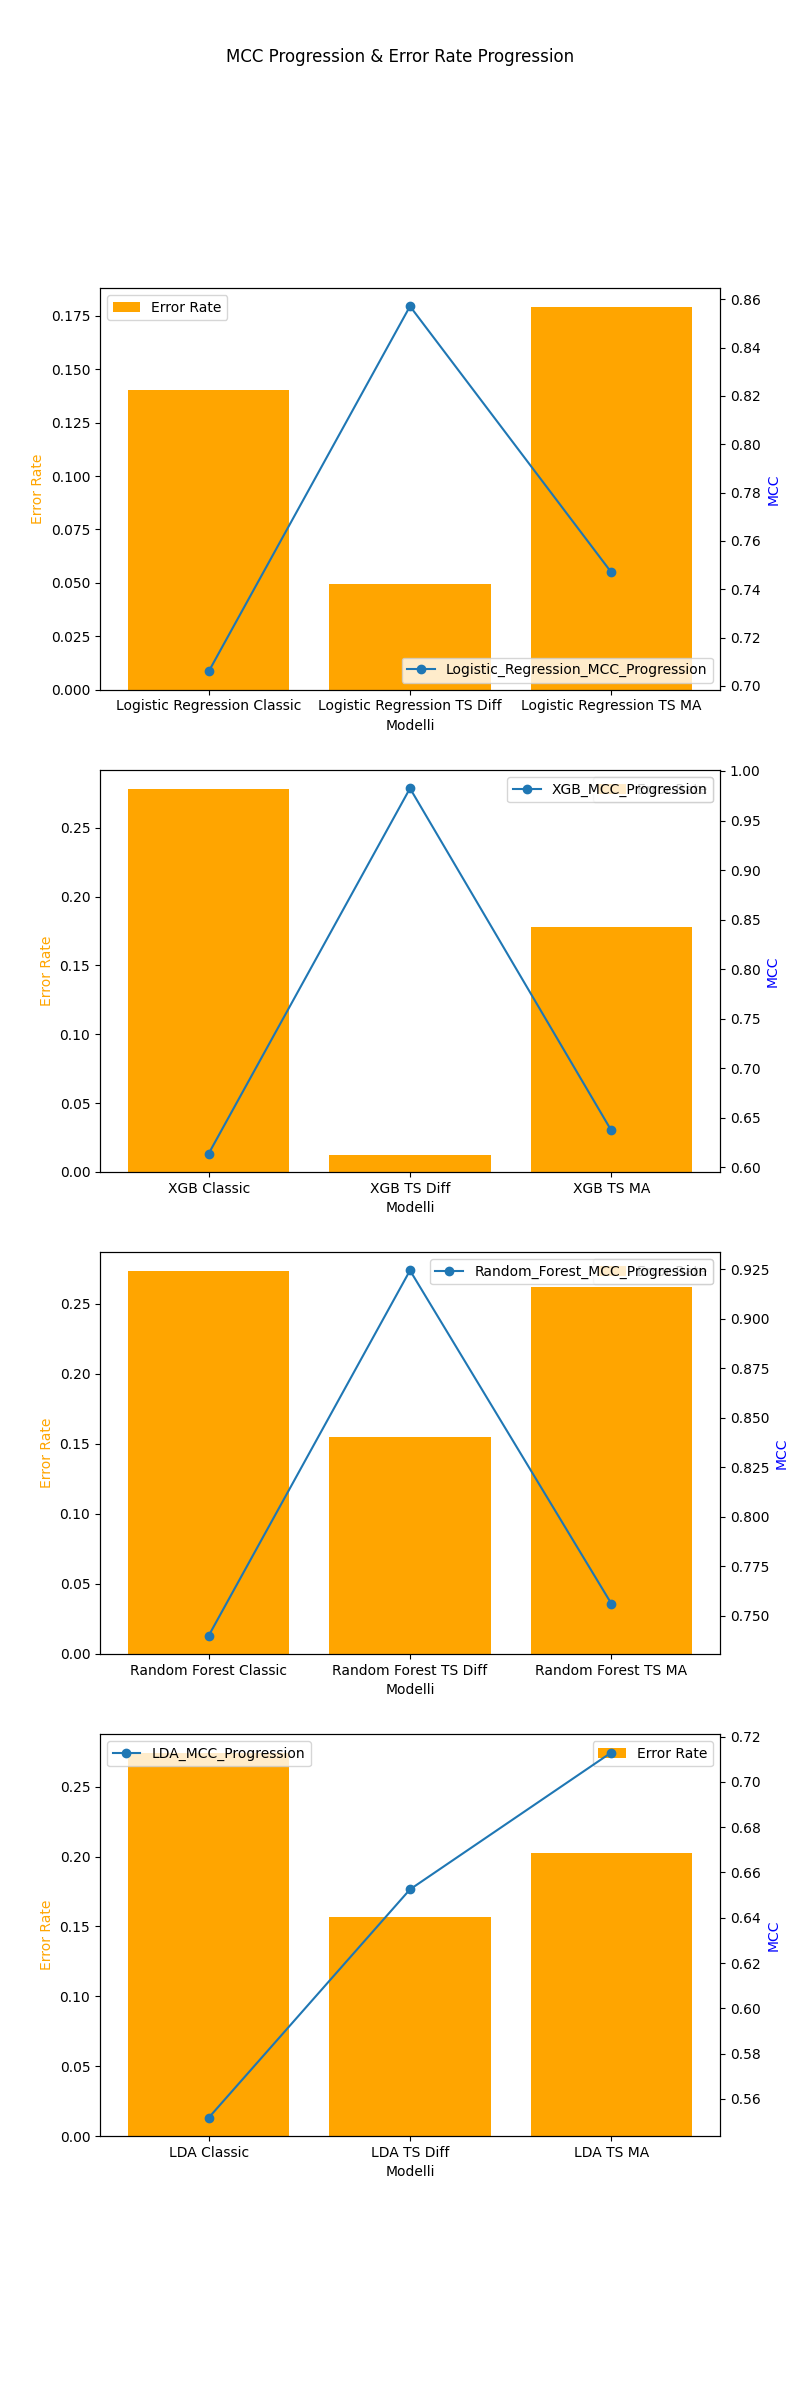 MCC Progression & Error Rate Progression
Error Rate
0.175
0.150
0.125
0.100
0.075
0.050
0.025
0.000
Error Rate
0.86
0.84
0.82
0.80
0.78
0.76
0.74
0.72
0.70
MCC
Logistic_Regression_MCC_Progression
Logistic Regression Classic Logistic Regression TS Diff Logistic Regression TS MA
Modelli
XGB_MCC_Progression
0.25
0.20
0.15
0.10
0.05
0.00
Error Rate
1.00
0.95
0.90
0.85
0.80
0.75
0.70
0.65
0.60
MCC
XGB Classic XGB TS Diff XGB TS MA
Modelli
Random_Forest_MCC_Progression
0.25
0.20
0.15
0.10
0.05
0.00
Error Rate
0.925
0.900
0.875
0.850
0.825
0.800
0.775
0.750
MCC
Random Forest Classic Random Forest TS Diff Random Forest TS MA
Modelli
LDA_MCC_Progression
Error Rate
0.25
0.20
0.15
0.10
0.05
0.00
Error Rate
0.72
0.70
0.68
0.66
0.64
0.62
0.60
0.58
0.56
MCC
LDA Classic LDA TS Diff LDA TS MA
Modelli